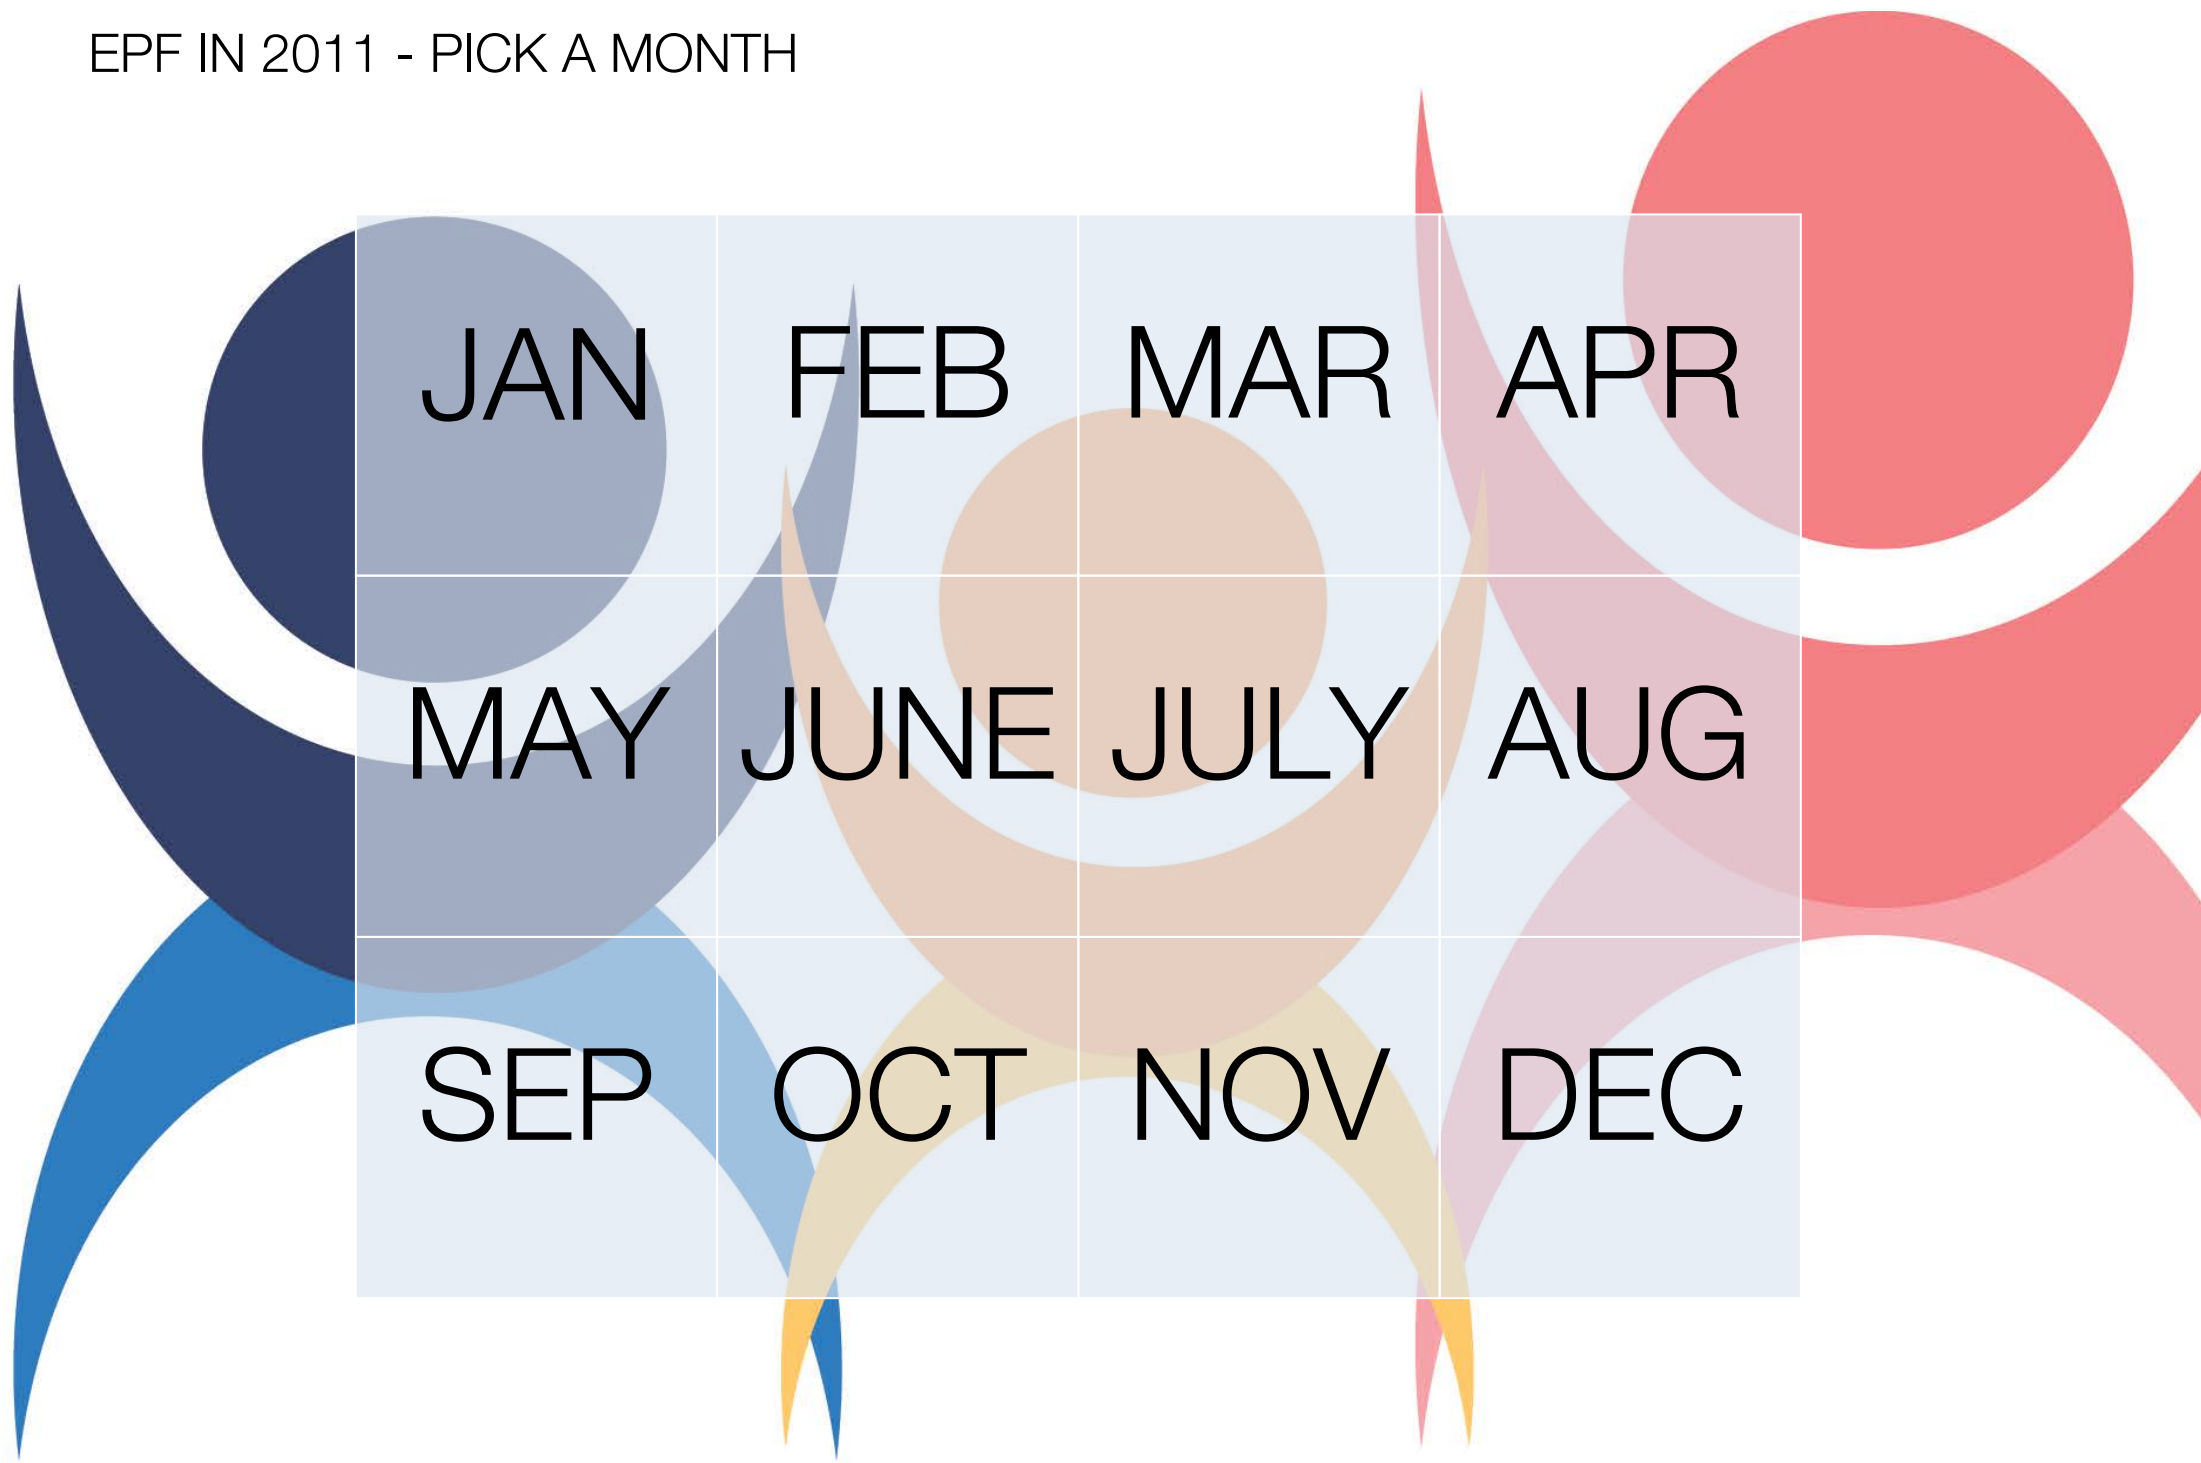 EPF IN 2011 - PICK A MONTH
JAN FEB MAR APR
MAY JUNE JULY AUG
SEP OCT NOV DEC